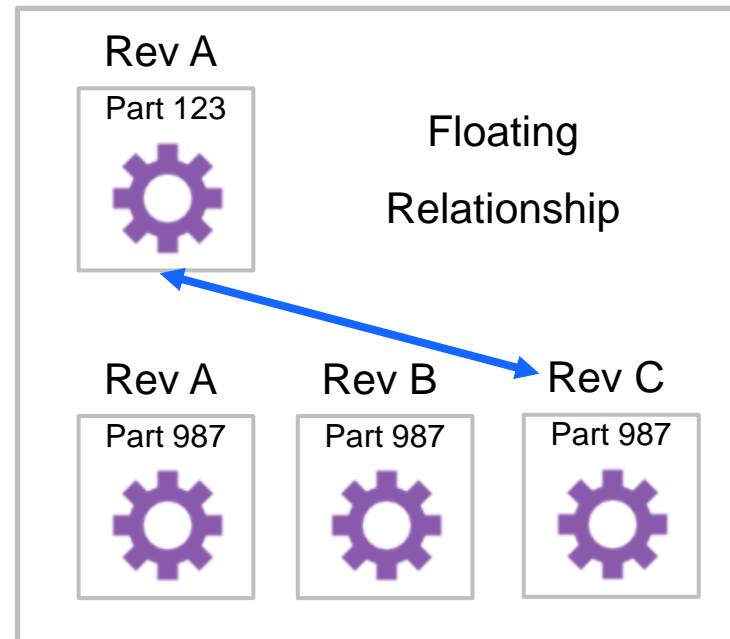 Rev A
Part 123
Floating
Relationship
Rev A
Rev B
Rev C
Part 987
Part 987
Part 987